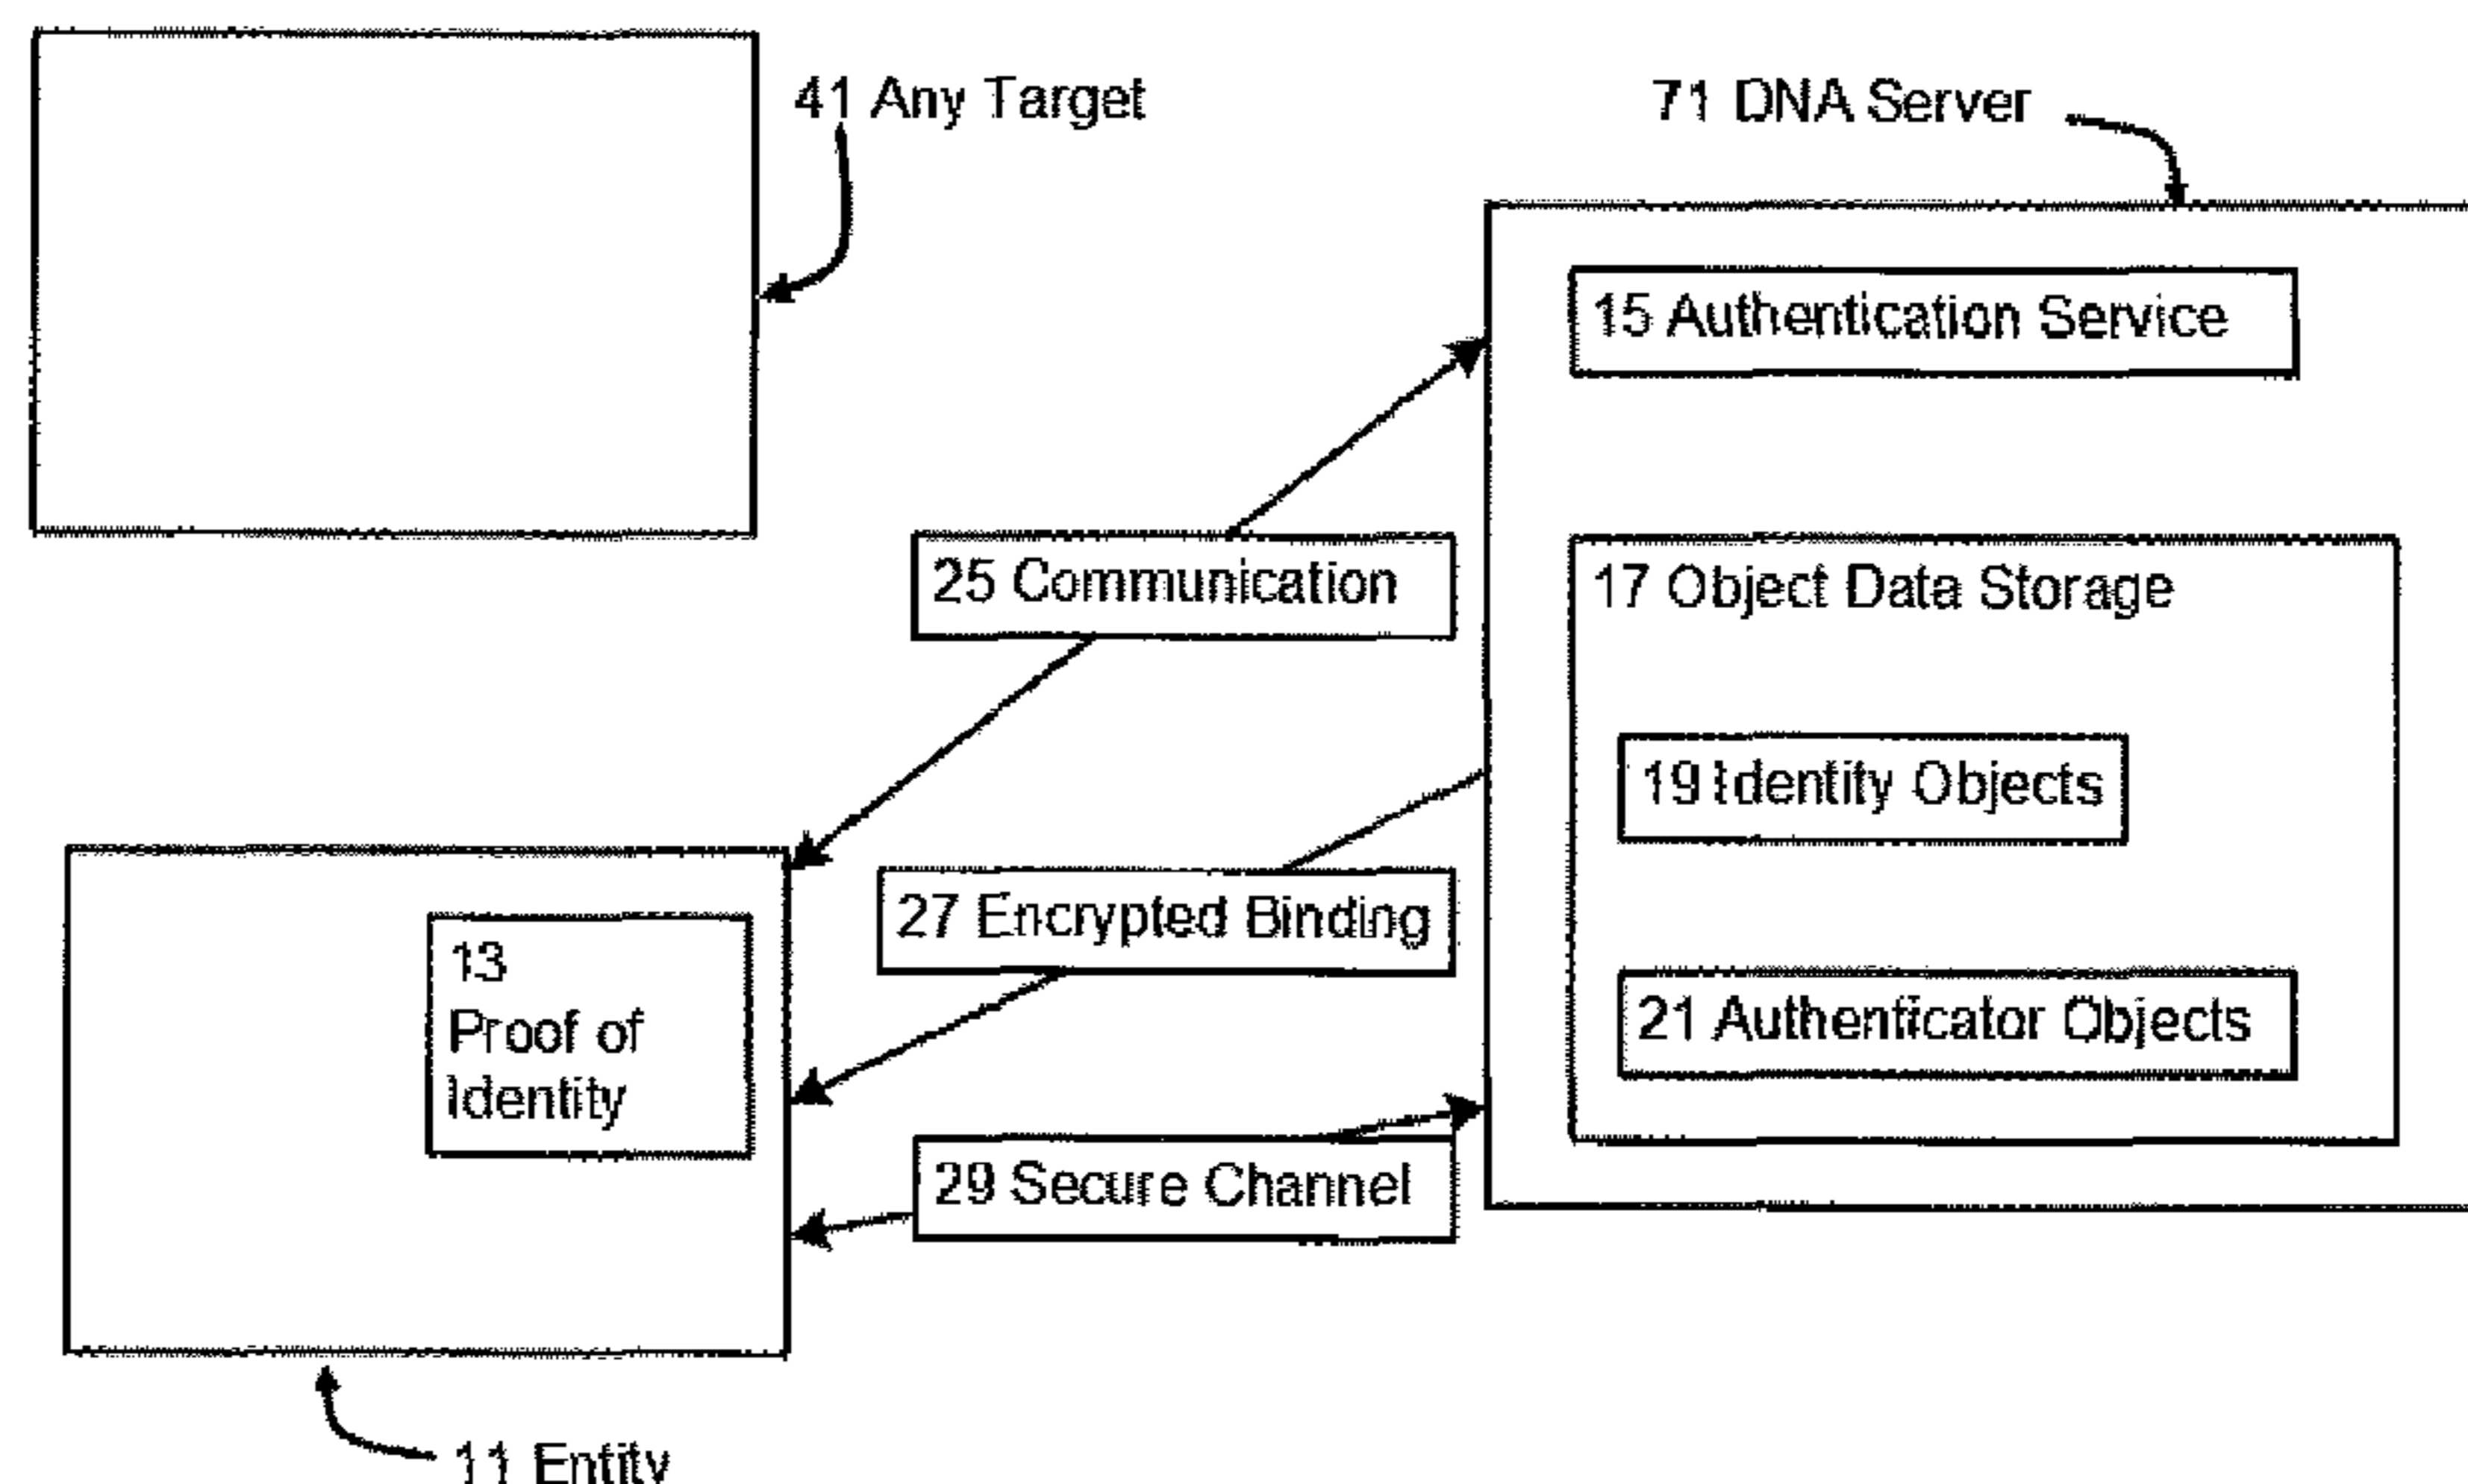 41 Any Target
71 DNA Server
15 Authentication Service
25 Communication
17 Object Data Storage
19 Identity Objects
27 Encrypted Binding
13
Proof of
Identity
21 Authenticator Objects
29 Secure Channel
11 Entity